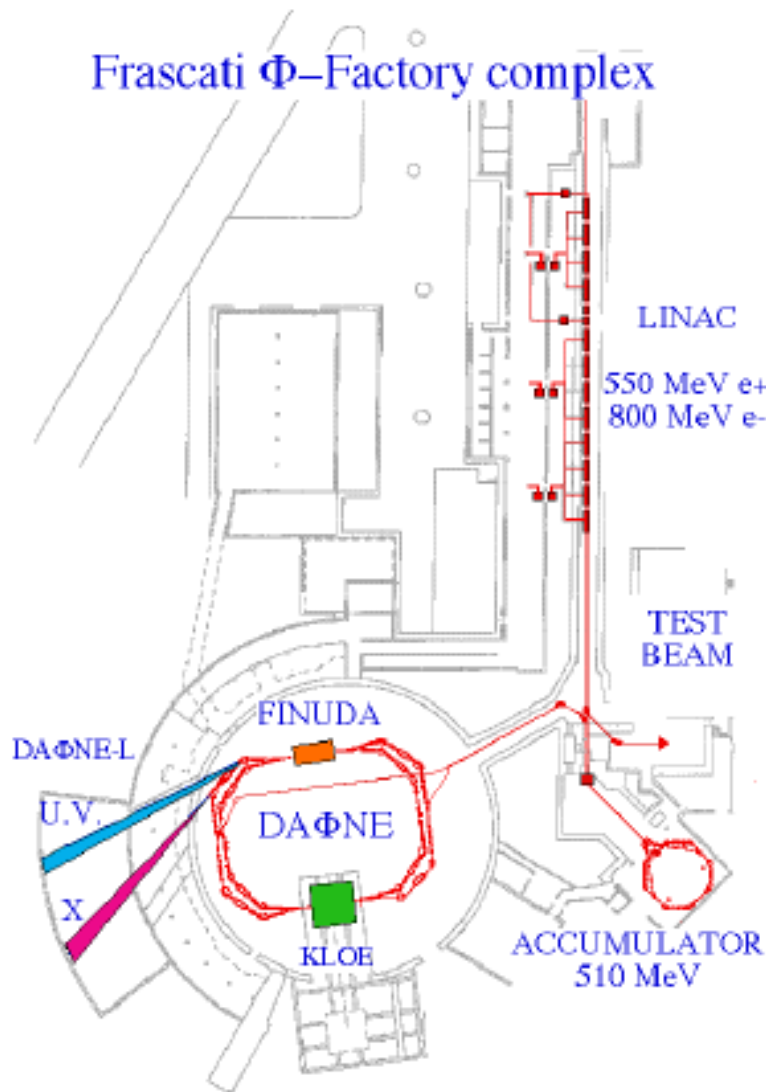 Frascati Φ–Factory complex
LINAC
550 MeV e+
800 MeV e-
TEST
BEAM
FINUDA
DAΦNE-L
U.V.
DAΦNE
X
KLOE
ACCUMULATOR
510 MeV